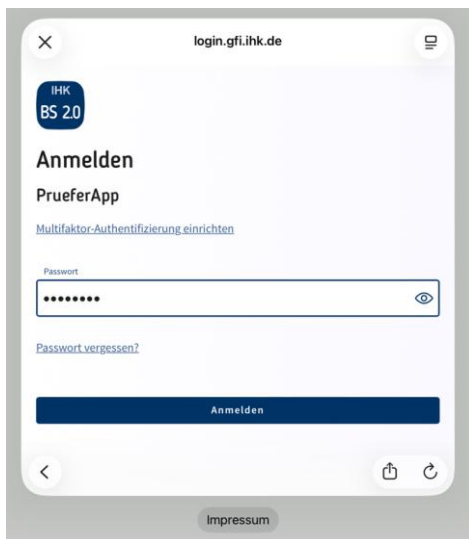 login.gfi.ihk.de
IHK
BS 2.0
Anmelden
PrueferApp
Multifaktor-Authentifizierung einrichten
Passwort
••••••••
Passwort vergessen?
Anmelden
Impressum